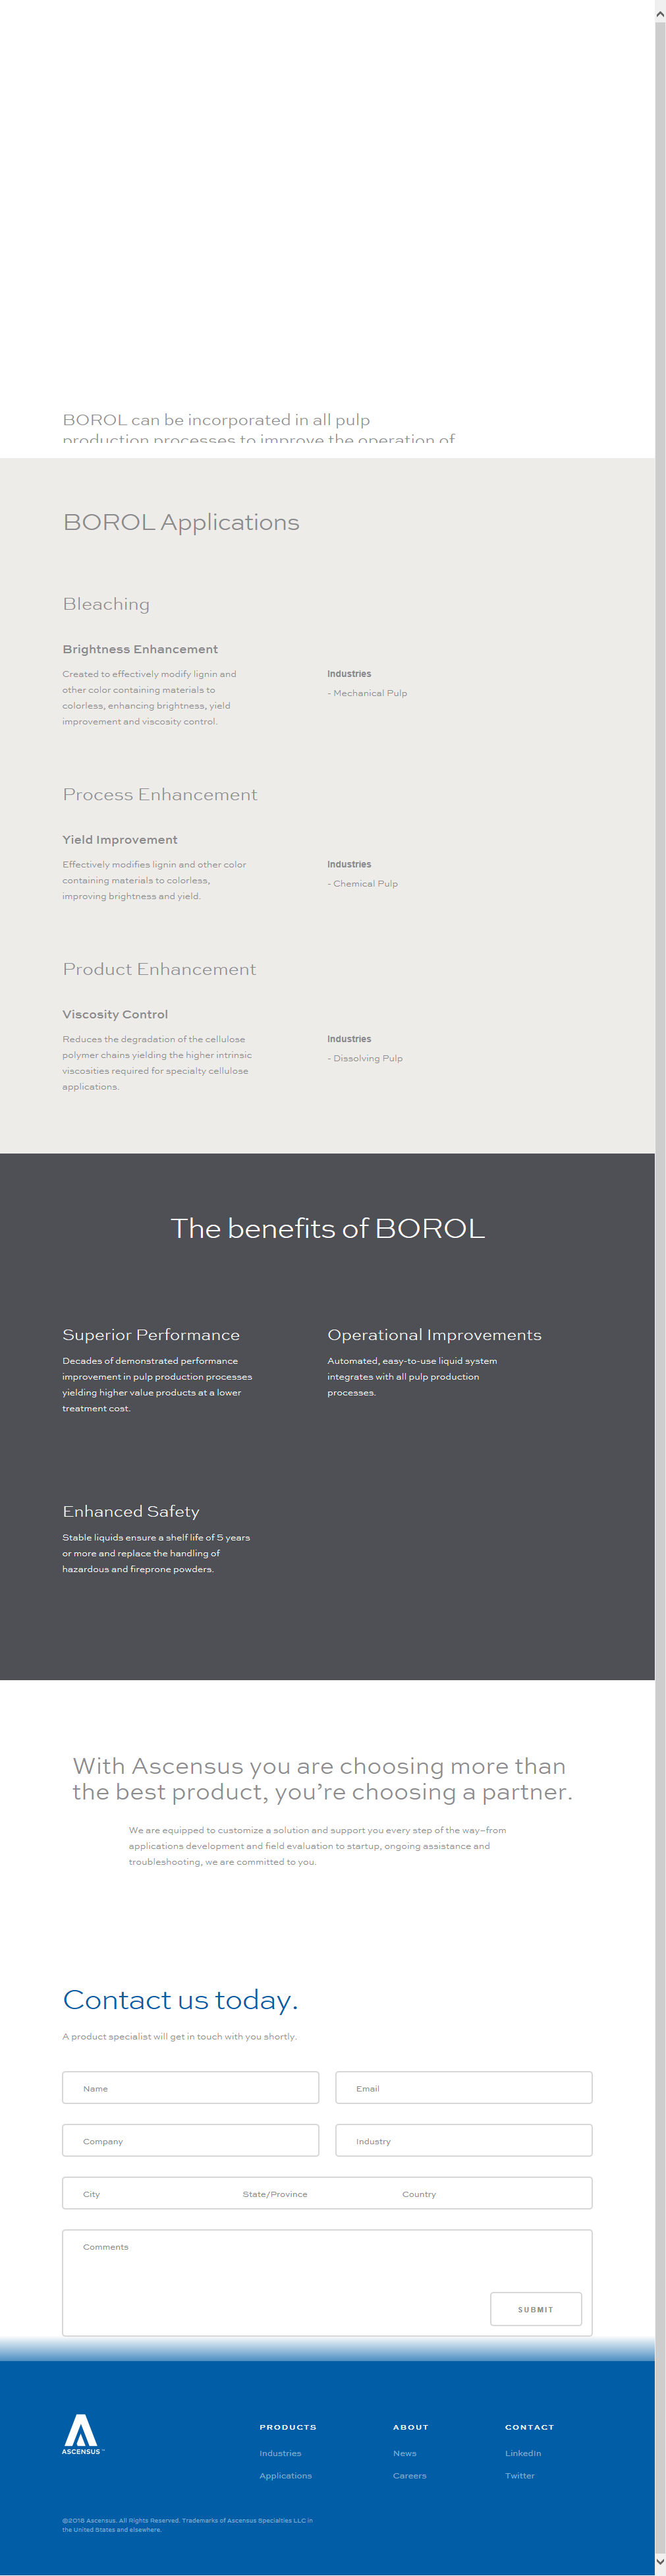 BOROL can be incorporated in all pulp
production processes to improve the operation of
BOROL Applications
Bleaching
Brightness Enhancement
Created to effectively modify lignin and
other color containing materials to
colorless, enhancing brightness, yield
improvement and viscosity control.
Industries
- Mechanical Pulp
Process Enhancement
Yield Improvement
Effectively modifies lignin and other color
containing materials to colorless,
improving brightness and yield.
Industries
- Chemical Pulp
Product Enhancement
Viscosity Control
Reduces the degradation of the cellulose
polymer chains yielding the higher intrinsic
viscosities required for specialty cellulose
applications.
Industries
- Dissolving Pulp
The benefits of BOROL
Superior Performance
Decades of demonstrated performance
improvement in pulp production processes
yielding higher value products at a lower
treatment cost.
Operational Improvements
Automated, easy-to-use liquid system
integrates with all pulp production
processes.
Enhanced Safety
Stable liquids ensure a shelf life of 5 years
or more and replace the handling of
hazardous and fireprone powders.
With Ascensus you are choosing more than
the best product, you’re choosing a partner.
We are equipped to customize a solution and support you every step of the way–from
applications development and field evaluation to startup, ongoing assistance and
troubleshooting, we are committed to you.
Contact us today.
A product specialist will get in touch with you shortly.
Name
Email
Company
Industry
City State/Province Country
Comments
SUBMIT
ASCENSUS™
PRODUCTS
Industries
Applications
ABOUT
News
Careers
CONTACT
LinkedIn
Twitter
©2016 Ascensus. All Rights Reserved. Trademarks of Ascensus Specialties LLC in
the United States and elsewhere.